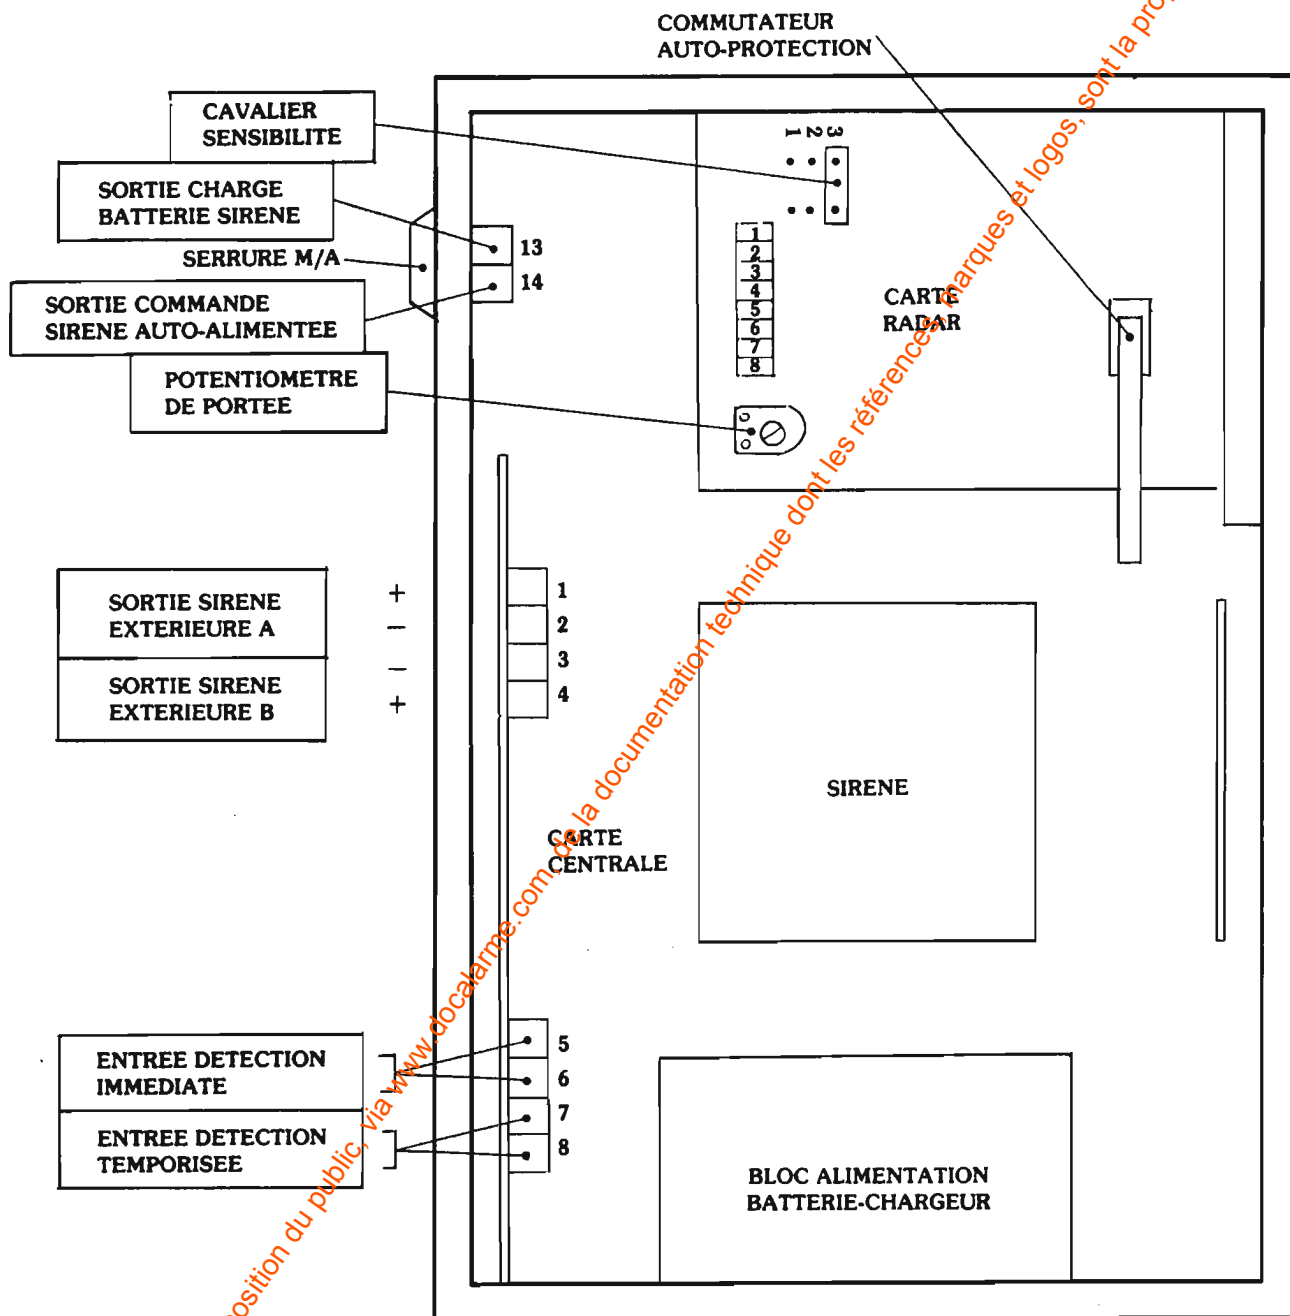 COMMUTATEUR
AUTO-PROTECTION
CAVALIER
SENSIBILITE
SORTIE CHARGE
BATTERIE SIRENE
SERRURE M/A
SORTIE COMMANDE
SIRENE AUTO-ALIMENTEE
POTENTIOMETRE
DE PORTEE
1 2 3
13
14
1
2
3
4
5
6
7
8
CARTE
RADAR
SORTIE SIRENE
EXTERIEURE A
+
−
SORTIE SIRENE
EXTERIEURE B
−
+
1
2
3
4
SIRENE
CARTE
CENTRALE
ENTREE DETECTION
IMMEDIATE
ENTREE DETECTION
TEMPORISEE
5
6
7
8
BLOC ALIMENTATION
BATTERIE-CHARGEUR
du public, via www.docalarme.com, de la documentation technique dont les références, marques et logos, sont la